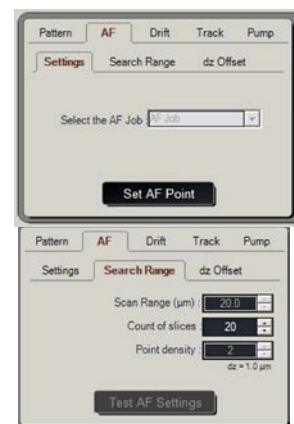 Pattern AF Drift Track Pump
Settings Search Range dz Offset
Select the AF Job : AF Job
Set AF Point
Pattern AF Drift Track Pump
Settings Search Range dz Offset
Scan Range (µm) : 20.0
Count of slices : 20
Point density : 2
dz = 1.0 µm
Test AF Settings